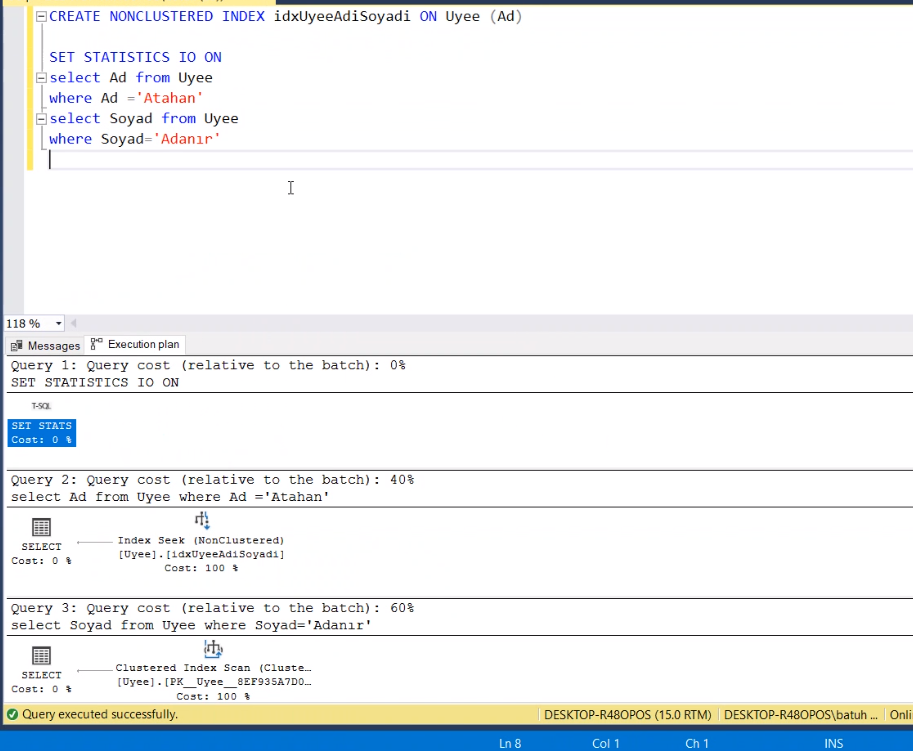 CREATE NONCLUSTERED INDEX idxUyeeAdiSoyadi ON Uyee (Ad)
SET STATISTICS IO ON
select Ad from Uyee
where Ad ='Atahan'
select Soyad from Uyee
where Soyad='Adanır'
118 %
Messages Execution plan
Query 1: Query cost (relative to the batch): 0%
SET STATISTICS IO ON
T-SQL
SET STATS
Cost: 0 %
Query 2: Query cost (relative to the batch): 40%
select Ad from Uyee where Ad ='Atahan'
SELECT
Cost: 0 %
Index Seek (NonClustered)
[Uyee].[idxUyeeAdiSoyadi]
Cost: 100 %
Query 3: Query cost (relative to the batch): 60%
select Soyad from Uyee where Soyad='Adanır'
SELECT
Cost: 0 %
Clustered Index Scan (Cluste…
[Uyee].[PK__Uyee__8EF935A7D0…
Cost: 100 %
Query executed successfully. DESKTOP-R48OPOS (15.0 RTM) DESKTOP-R48OPOS\batuh ... Onli
Ln 8 Col 1 Ch 1 INS